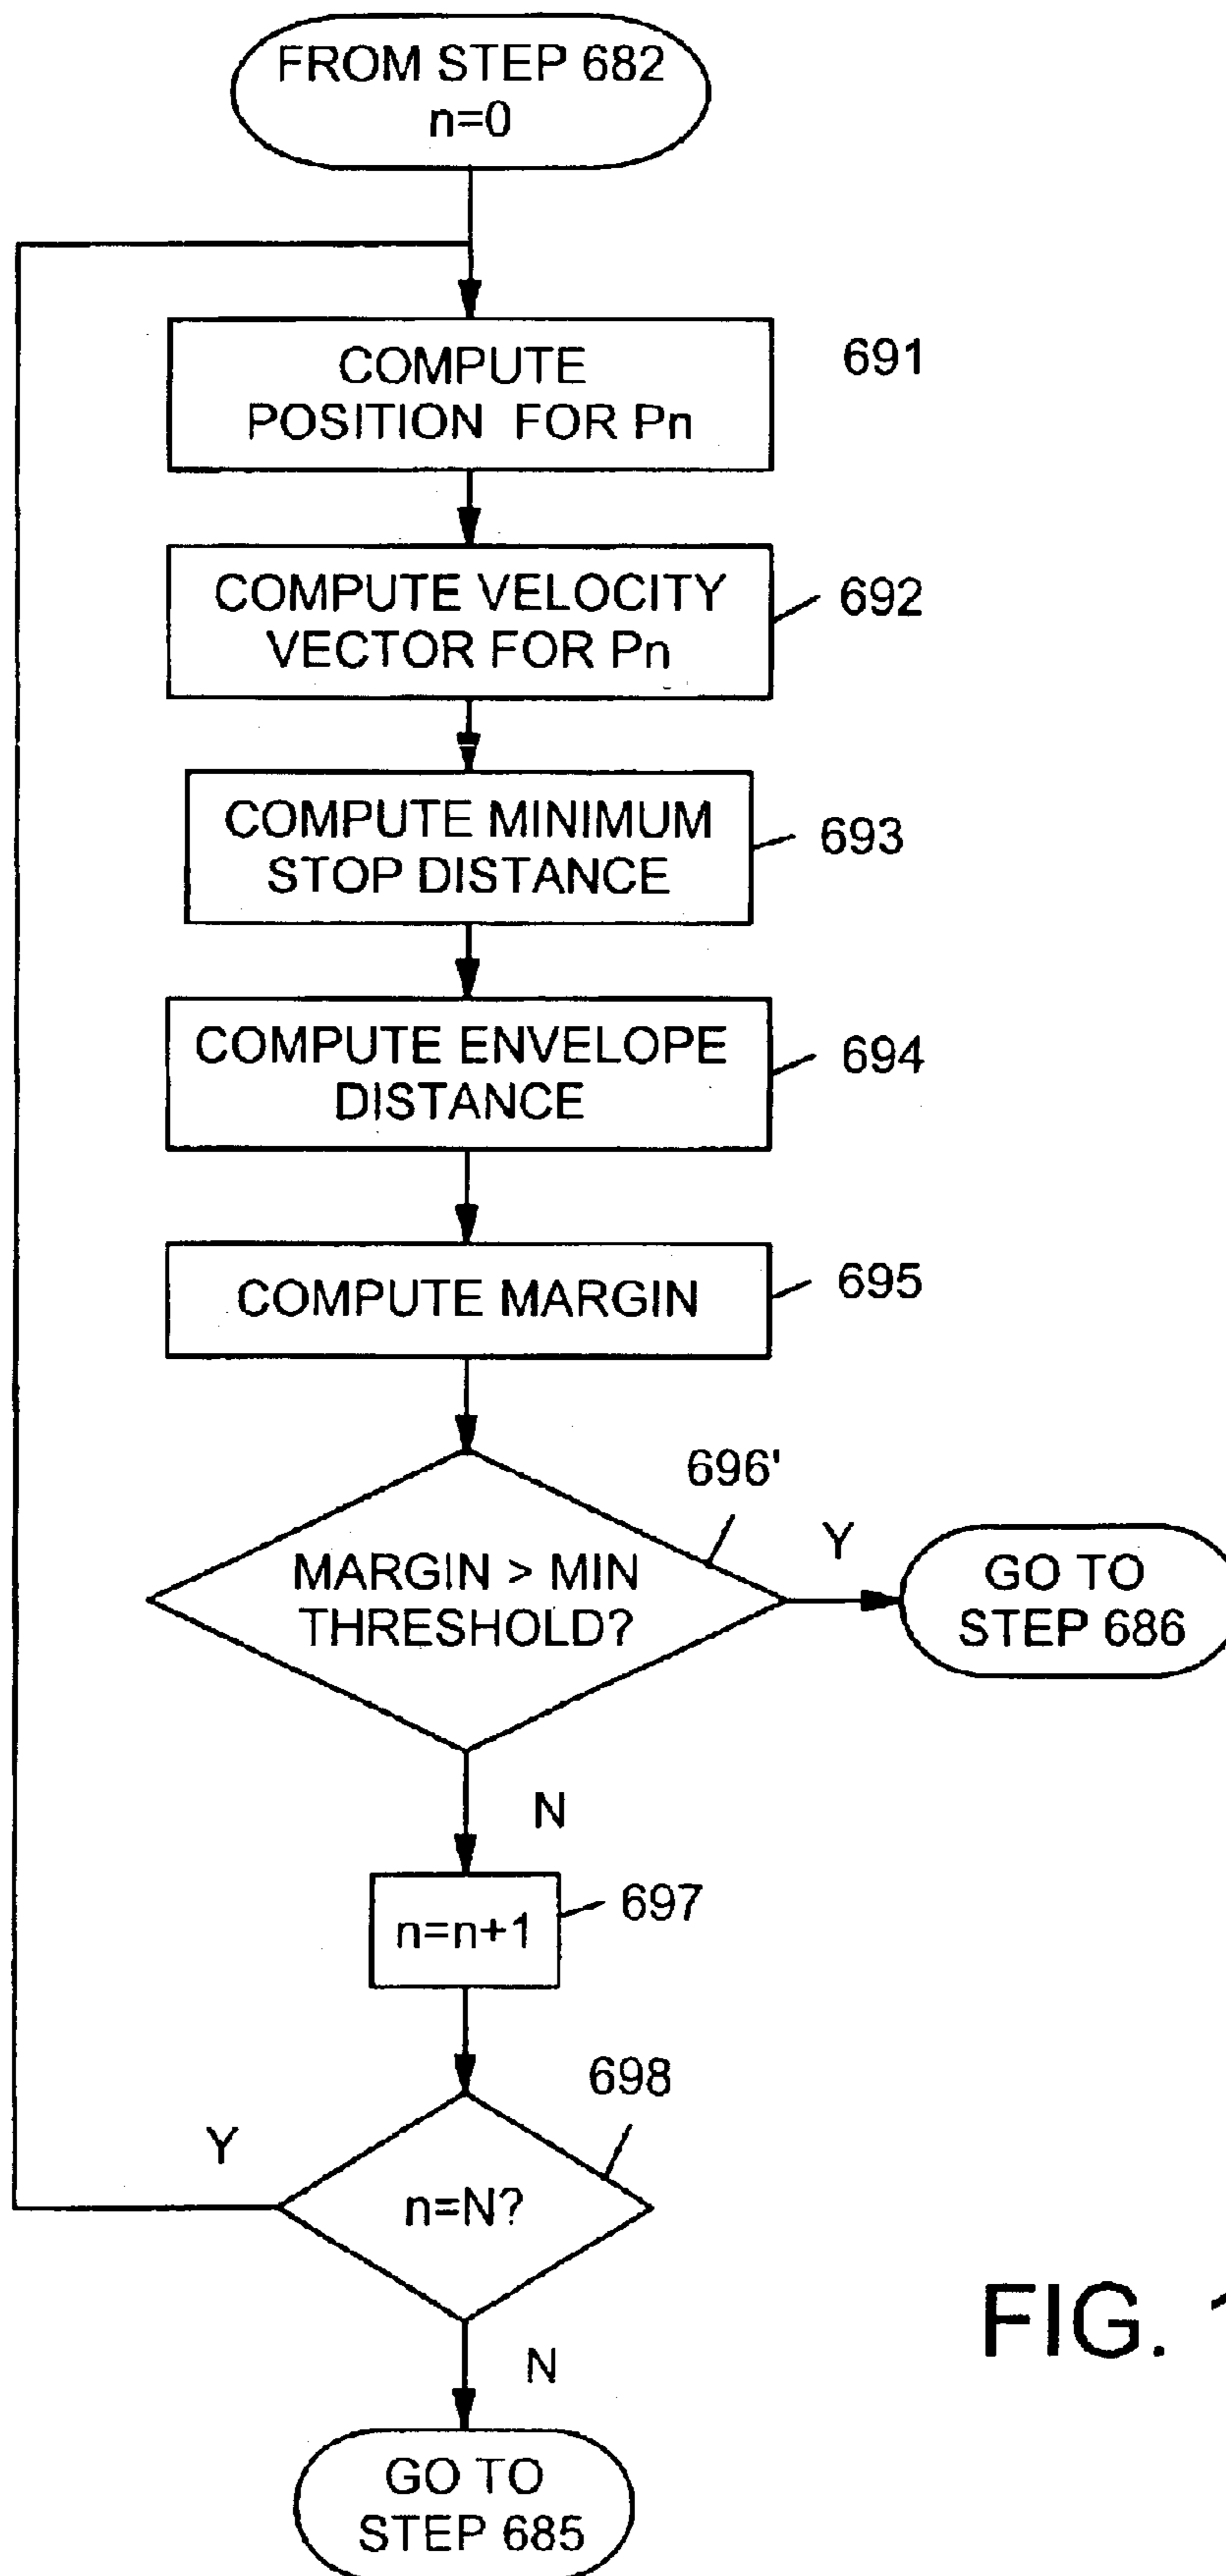 FROM STEP 682
n=0
COMPUTE
POSITION FOR Pn
691
COMPUTE VELOCITY
VECTOR FOR Pn
692
COMPUTE MINIMUM
STOP DISTANCE
693
COMPUTE ENVELOPE
DISTANCE
694
COMPUTE MARGIN
695
696'
MARGIN > MIN
THRESHOLD?
Y
GO TO
STEP 686
N
n=n+1
697
698
Y
n=N?
N
FIG.
GO TO
STEP 685